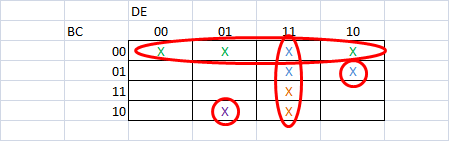 DE
BC 00 01 11 10
00 X X X X
01 X X
11 X
10 X X